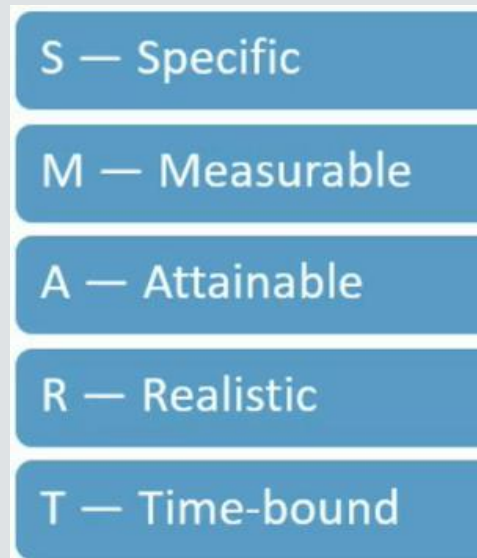 S — Specific
M — Measurable
A — Attainable
R — Realistic
T — Time-bound